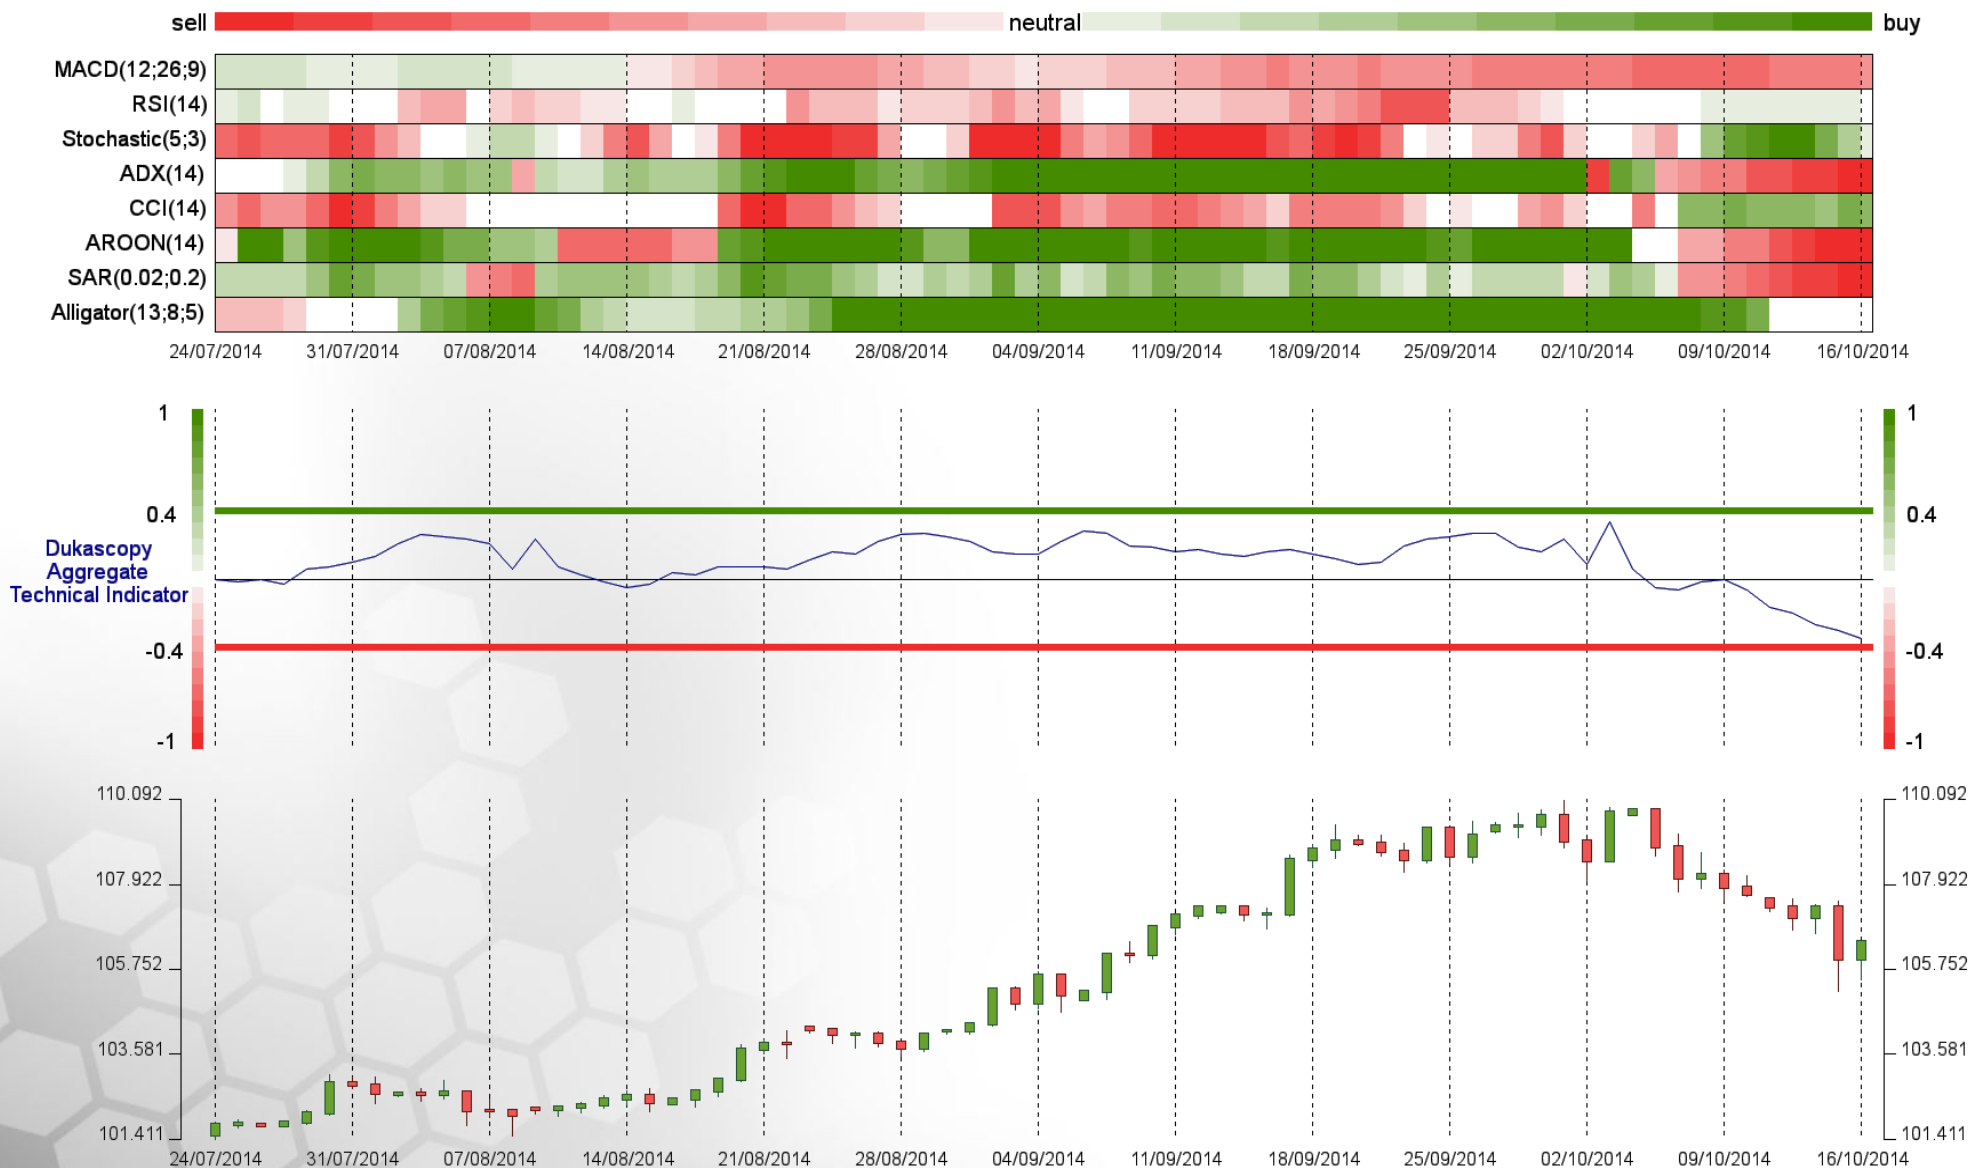 sell neutral buy
MACD(12;26;9)
RSI(14)
Stochastic(5;3)
ADX(14)
CCI(14)
AROON(14)
SAR(0.02;0.2)
Alligator(13;8;5)
24/07/2014 31/07/2014 07/08/2014 14/08/2014 21/08/2014 28/08/2014 04/09/2014 11/09/2014 18/09/2014 25/09/2014 02/10/2014 09/10/2014 16/10/2014
1 1
0.4 0.4
Dukascopy
Aggregate
Technical Indicator
-0.4 -0.4
-1 -1
110.092 110.092
107.922 107.922
105.752 105.752
103.581 103.581
101.411 101.411
24/07/2014 31/07/2014 07/08/2014 14/08/2014 21/08/2014 28/08/2014 04/09/2014 11/09/2014 18/09/2014 25/09/2014 02/10/2014 09/10/2014 16/10/2014